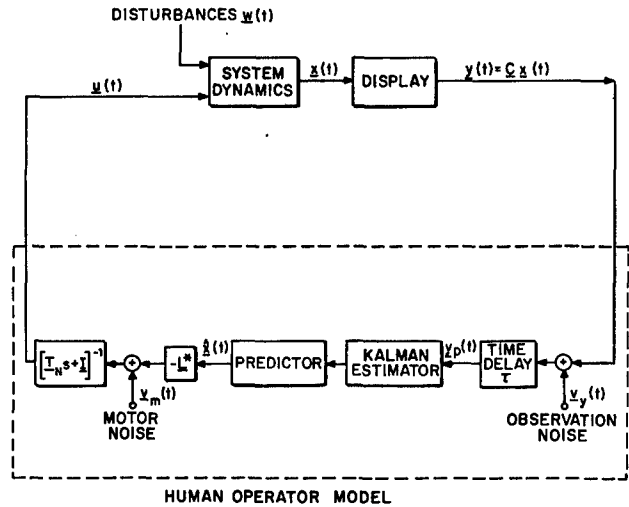 DISTURBANCES w(t)
u(t)
SYSTEM
DYNAMICS
x(t)
DISPLAY
y(t)= C x(t)
[T_N s+I]^-1
v_m(t)
MOTOR
NOISE
-L*
x̂(t)
PREDICTOR
KALMAN
ESTIMATOR
y_p(t)
TIME
DELAY
τ
v_y(t)
OBSERVATION
NOISE
HUMAN OPERATOR MODEL